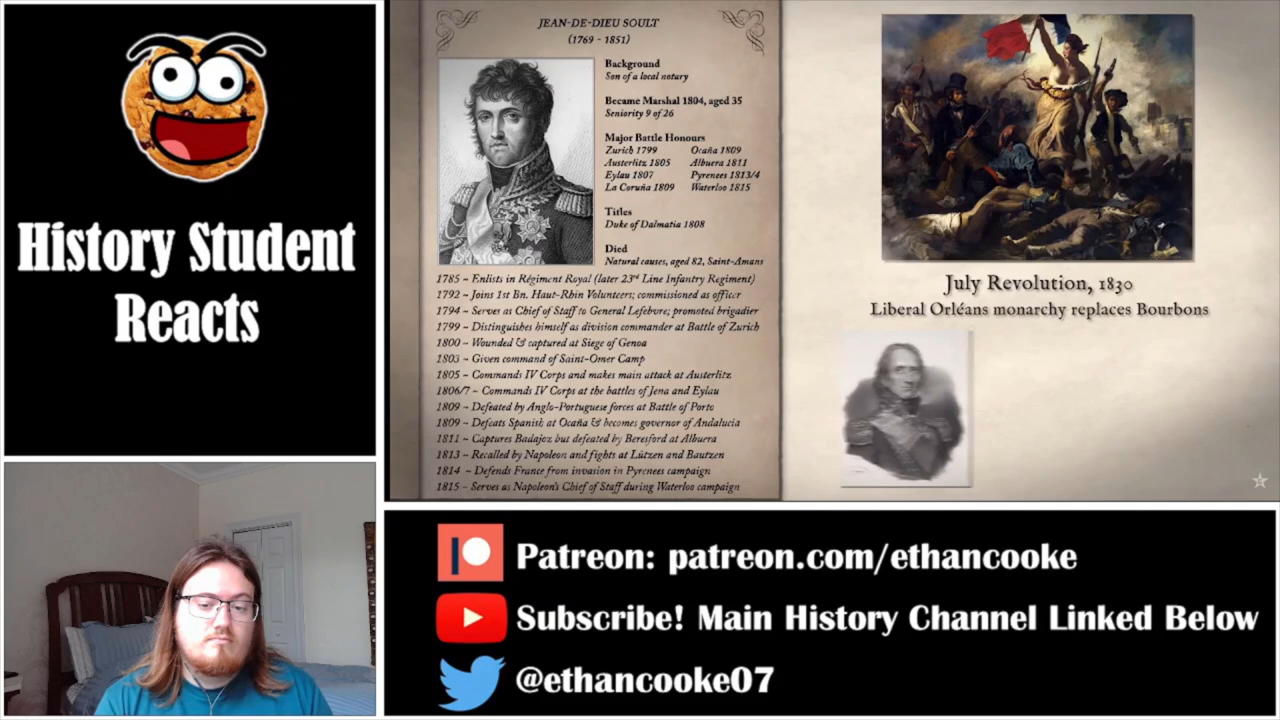 History Student
Reacts
JEAN-DE-DIEU SOULT
(1769 - 1851)
Background
Son of a local notary
Became Marshal 1804, aged 35
Seniority 9 of 26
Major Battle Honours
Zurich 1799 Ocaña 1809
Austerlitz 1805 Albuera 1811
Eylau 1807 Pyrenees 1813/4
La Coruña 1809 Waterloo 1815
Titles
Duke of Dalmatia 1808
Died
Natural causes, aged 82, Saint-Amans
1785 ~ Enlists in Régiment Royal (later 23rd Line Infantry Regiment)
1792 ~ Joins 1st Bn. Haut-Rhin Volunteers; commissioned as officer
1794 ~ Serves as Chief of Staff to General Lefebvre; promoted brigadier
1799 ~ Distinguishes himself as division commander at Battle of Zurich
1800 ~ Wounded & captured at Siege of Genoa
1803 ~ Given command of Saint-Omer Camp
1805 ~ Commands IV Corps and makes main attack at Austerlitz
1806/7 ~ Commands IV Corps at the battles of Jena and Eylau
1809 ~ Defeated by Anglo-Portuguese forces at Battle of Porto
1809 ~ Defeats Spanish at Ocaña & becomes governor of Andalucia
1811 ~ Captures Badajoz but defeated by Beresford at Albuera
1813 ~ Recalled by Napoleon and fights at Lützen and Bautzen
1814 ~ Defends France from invasion in Pyrenees campaign
1815 ~ Serves as Napoleon's Chief of Staff during Waterloo campaign
July Revolution, 1830
Liberal Orléans monarchy replaces Bourbons
Patreon: patreon.com/ethancooke
Subscribe! Main History Channel Linked Below
@ethancooke07